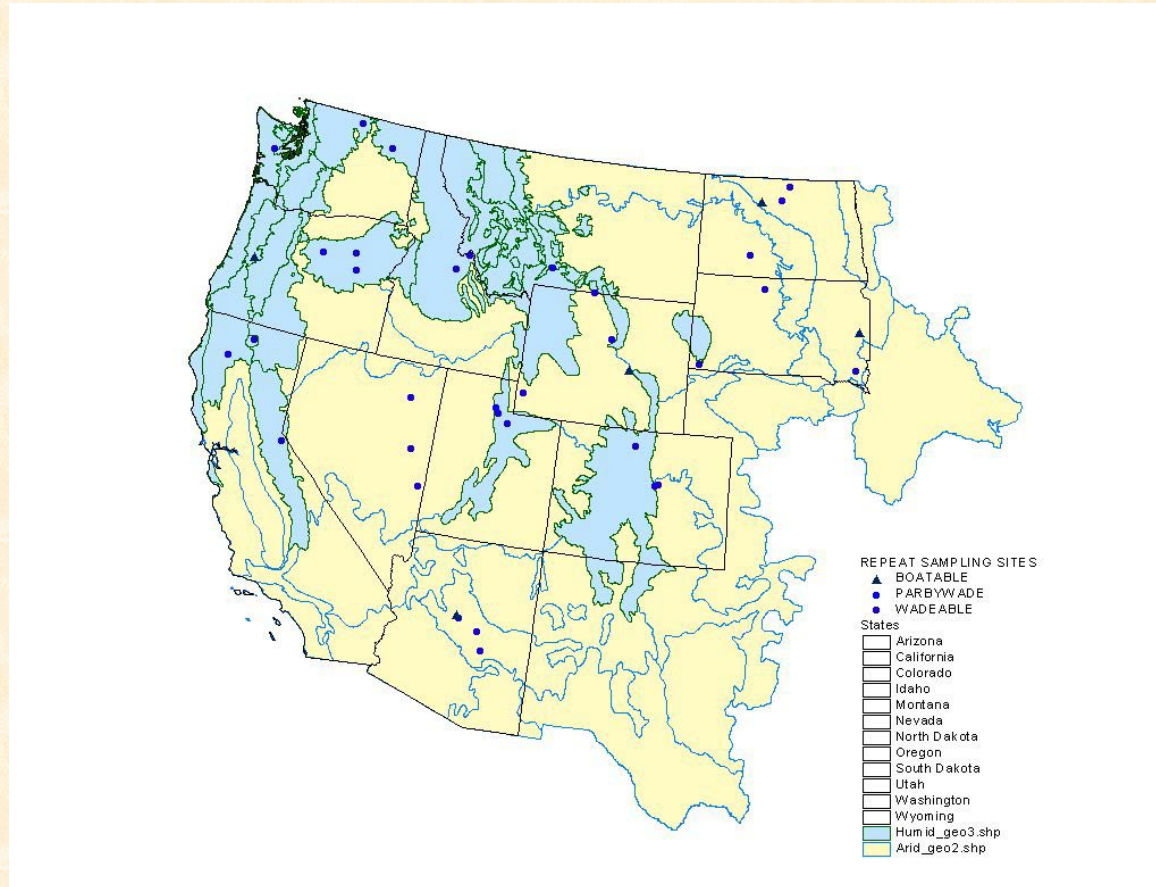 REPEAT SAMPLING SITES
BOATABLE
PARBYWADE
WADEABLE
States
Arizona
California
Colorado
Idaho
Montana
Nevada
North Dakota
Oregon
South Dakota
Utah
Washington
Wyoming
Humid_geo3.shp
Arid_geo2.shp